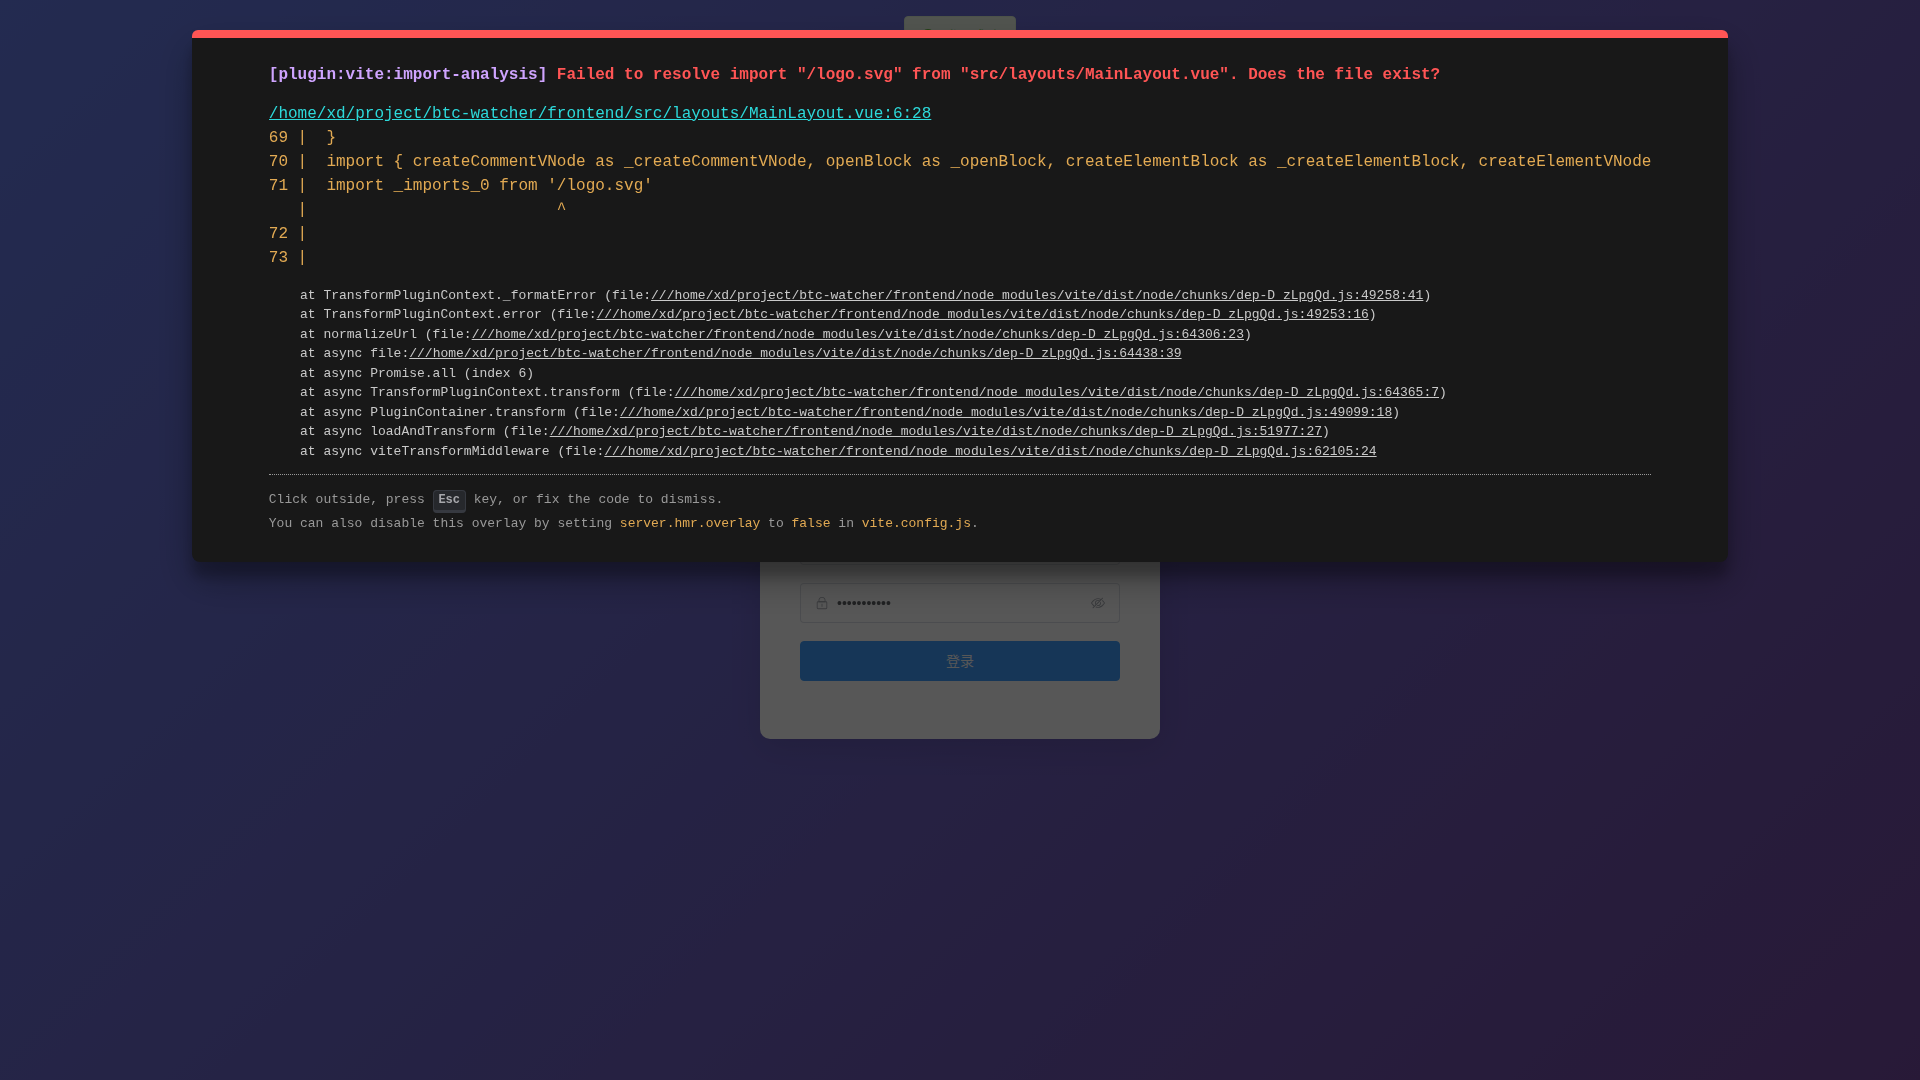 [plugin:vite:import-analysis] Failed to resolve import "/logo.svg" from "src/layouts/MainLayout.vue". Does the file exist?
/home/xd/project/btc-watcher/frontend/src/layouts/MainLayout.vue:6:28
69 |  }
70 |  import { createCommentVNode as _createCommentVNode, openBlock as _openBlock, createElementBlock as _createElementBlock, createElementVNode
71 |  import _imports_0 from '/logo.svg'
   |                          ^
72 |
73 |
at TransformPluginContext._formatError (file:///home/xd/project/btc-watcher/frontend/node_modules/vite/dist/node/chunks/dep-D_zLpgQd.js:49258:41)
at TransformPluginContext.error (file:///home/xd/project/btc-watcher/frontend/node_modules/vite/dist/node/chunks/dep-D_zLpgQd.js:49253:16)
at normalizeUrl (file:///home/xd/project/btc-watcher/frontend/node_modules/vite/dist/node/chunks/dep-D_zLpgQd.js:64306:23)
at async file:///home/xd/project/btc-watcher/frontend/node_modules/vite/dist/node/chunks/dep-D_zLpgQd.js:64438:39
at async Promise.all (index 6)
at async TransformPluginContext.transform (file:///home/xd/project/btc-watcher/frontend/node_modules/vite/dist/node/chunks/dep-D_zLpgQd.js:64365:7)
at async PluginContainer.transform (file:///home/xd/project/btc-watcher/frontend/node_modules/vite/dist/node/chunks/dep-D_zLpgQd.js:49099:18)
at async loadAndTransform (file:///home/xd/project/btc-watcher/frontend/node_modules/vite/dist/node/chunks/dep-D_zLpgQd.js:51977:27)
at async viteTransformMiddleware (file:///home/xd/project/btc-watcher/frontend/node_modules/vite/dist/node/chunks/dep-D_zLpgQd.js:62105:24
Click outside, press Esc key, or fix the code to dismiss.
You can also disable this overlay by setting server.hmr.overlay to false in vite.config.js.
•••••••••••
登录